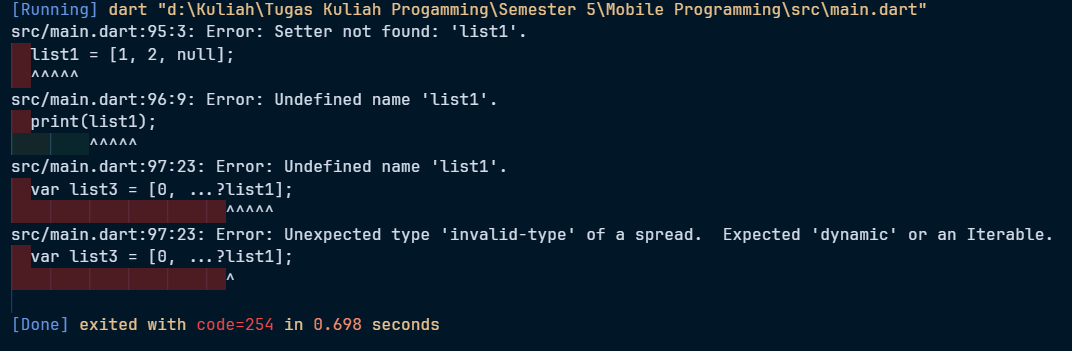 [Running] dart "d:\Kuliah\Tugas Kuliah Progamming\Semester 5\Mobile Programming\src\main.dart"
src/main.dart:95:3: Error: Setter not found: 'list1'.
  list1 = [1, 2, null];
  ^^^^^
src/main.dart:96:9: Error: Undefined name 'list1'.
  print(list1);
        ^^^^^
src/main.dart:97:23: Error: Undefined name 'list1'.
  var list3 = [0, ...?list1];
                      ^^^^^
src/main.dart:97:23: Error: Unexpected type 'invalid-type' of a spread.  Expected 'dynamic' or an Iterable.
  var list3 = [0, ...?list1];
                      ^
[Done] exited with code=254 in 0.698 seconds